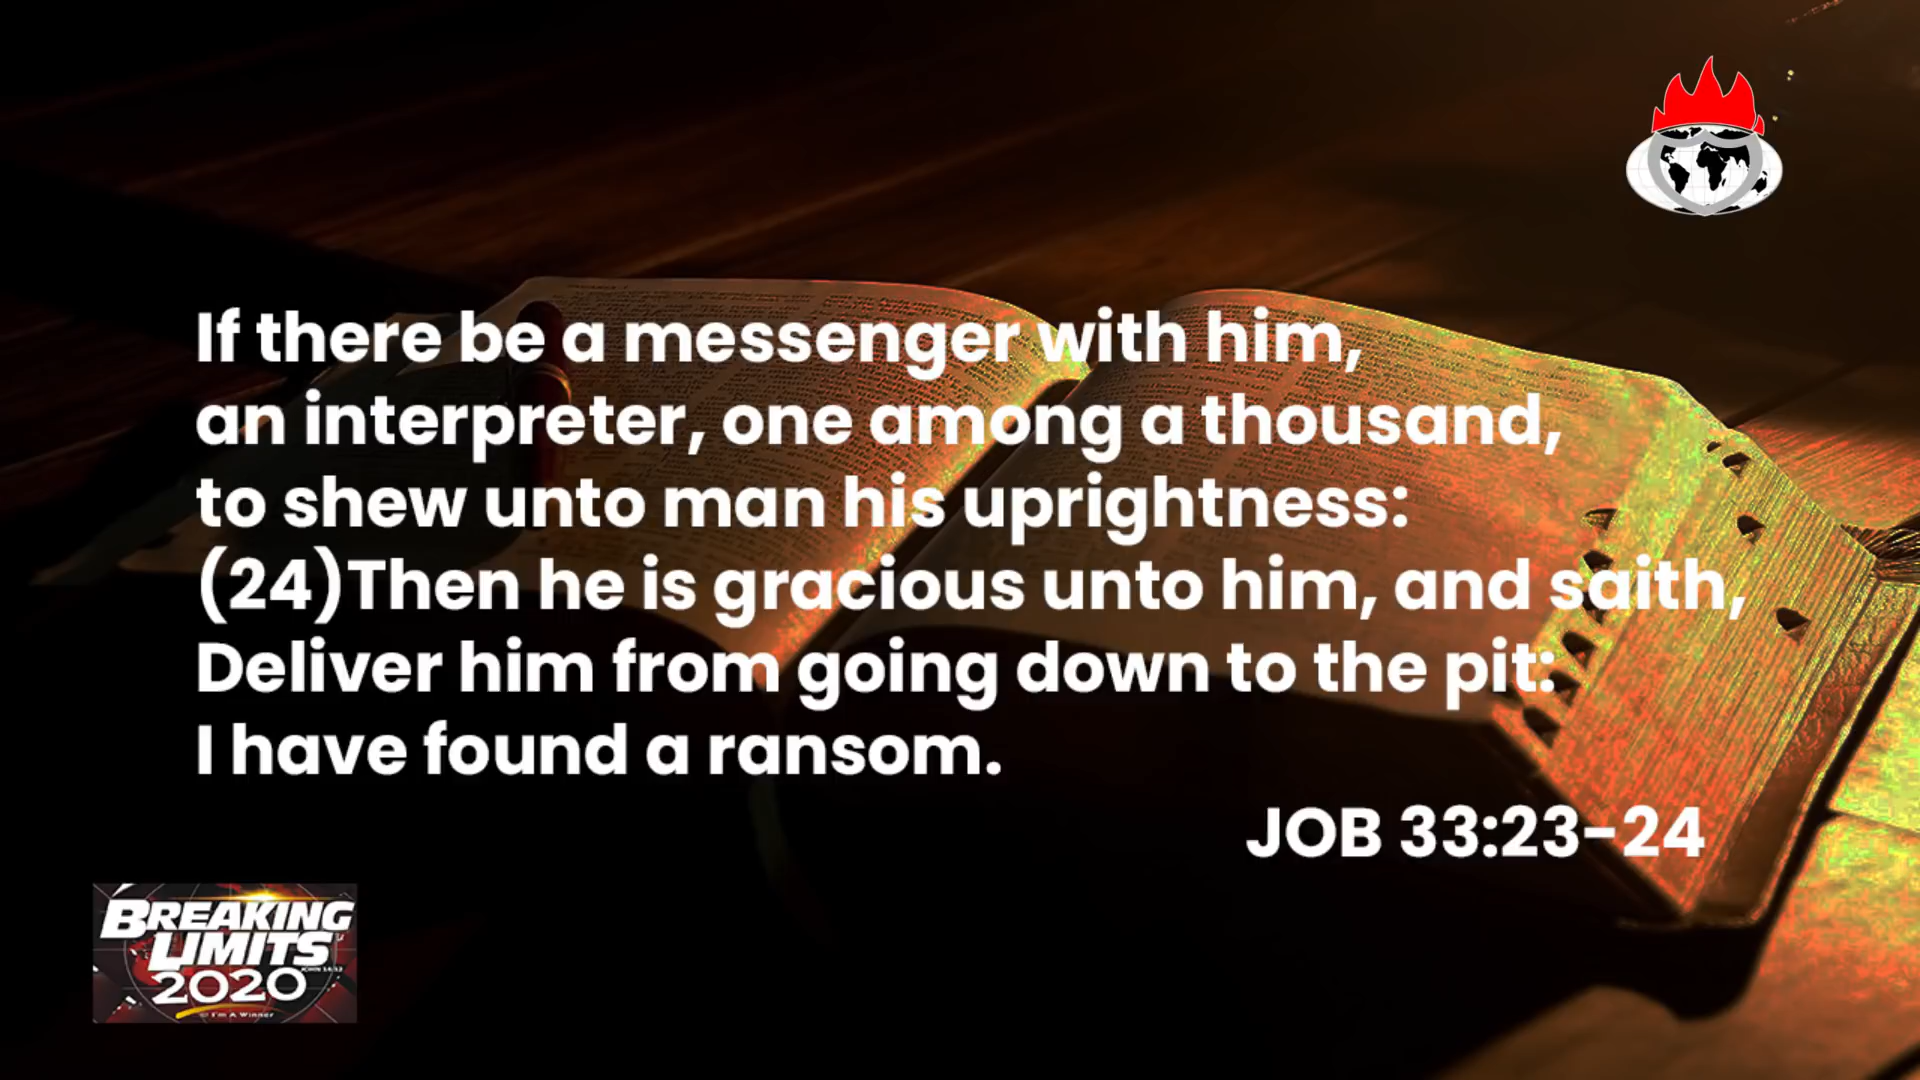 If there be a messenger with him,
an interpreter, one among a thousand,
to shew unto man his uprightness:
(24)Then he is gracious unto him, and saith,
Deliver him from going down to the pit:
I have found a ransom.
JOB 33:23-24
BREAKING
LIMITS
2020
I'm A Winner